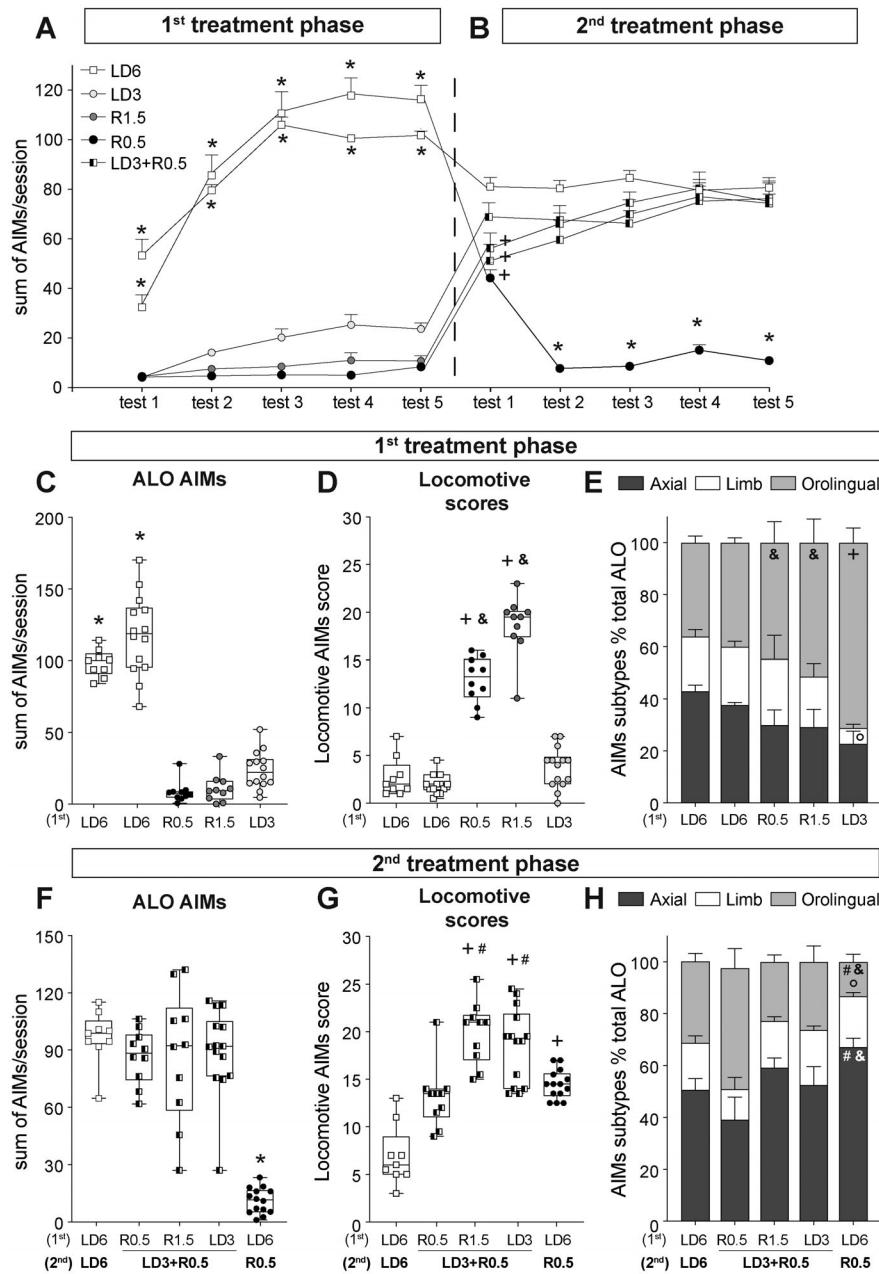 A
1st treatment phase
B
2nd treatment phase
LD6
LD3
R1.5
R0.5
LD3+R0.5
sum of AIMs/session
120
100
80
60
40
20
0
* * * * *
* * * * *
+
+
+
* * * *
test 1 test 2 test 3 test 4 test 5 test 1 test 2 test 3 test 4 test 5
1st treatment phase
C
ALO AIMs
sum of AIMs/session
200
150
100
50
0
* *
(1st) LD6 LD6 R0.5 R1.5 LD3
D
Locomotive
scores
Locomotive AIMs score
30
25
20
15
10
5
0
+ & + &
LD6 LD6 R0.5 R1.5 LD3
E
Axial Limb Orolingual
AIMs subtypes % total ALO
100
80
60
40
20
0
& & +
°
LD6 LD6 R0.5 R1.5 LD3
2nd treatment phase
F
ALO AIMs
sum of AIMs/session
150
120
90
60
30
0
*
(1st) LD6 R0.5 R1.5 LD3 LD6
(2nd) LD6 LD3+R0.5 R0.5
G
Locomotive
scores
Locomotive AIMs score
30
25
20
15
10
5
0
+ # + # +
(1st) LD6 R0.5 R1.5 LD3 LD6
(2nd) LD6 LD3+R0.5 R0.5
H
Axial Limb Orolingual
AIMs subtypes % total ALO
100
80
60
40
20
0
# &
°
# &
(1st) LD6 R0.5 R1.5 LD3 LD6
(2nd) LD6 LD3+R0.5 R0.5